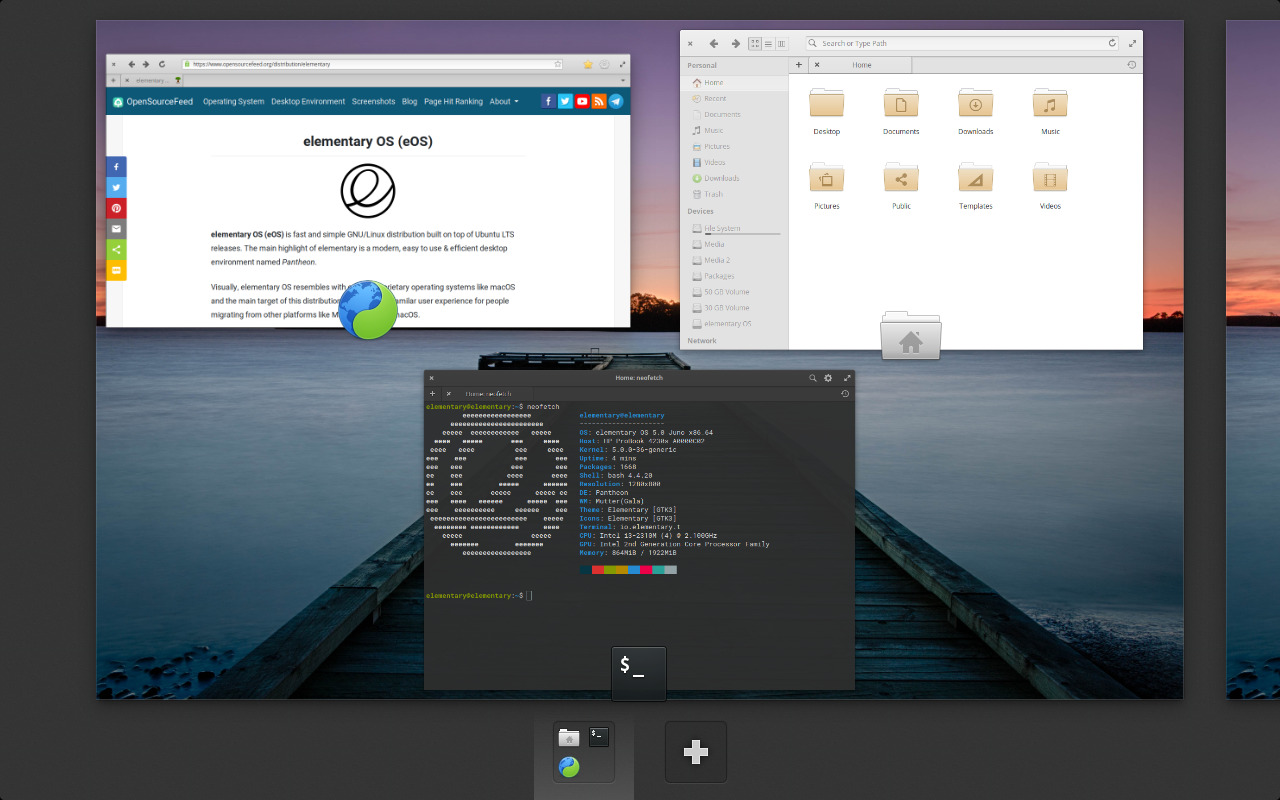 https://www.opensourcefeed.org/distribution/elementary
elementary...
OpenSourceFeed Operating System Desktop Environment Screenshots Blog Page Hit Ranking About
elementary OS (eOS)
elementary OS (eOS) is fast and simple GNU/Linux distribution built on top of Ubuntu LTS
releases. The main highlight of elementary is a modern, easy to use & efficient desktop
environment named Pantheon.
Visually, elementary OS resembles with
operating systems like macOS
and the main target of this distribution
user experience for people
migrating from other platforms like
macOS.
Search or Type Path
Home
Personal
Home
Recent
Documents
Music
Pictures
Videos
Downloads
Trash
Devices
File System
Media
Media 2
Packages
50 GB Volume
30 GB Volume
elementary OS
Network
Desktop Documents Downloads Music
Pictures Public Templates Videos
Home: neofetch
Home: neofetch
elementary@elementary:~$ neofetch
elementary@elementary
---------------------
OS: elementary OS 5.0 Juno x86_64
Host: HP ProBook 4230s A0000C02
Kernel: 5.0.0-36-generic
Uptime: 4 mins
Packages: 1668
Shell: bash 4.4.20
Resolution: 1280x800
DE: Pantheon
WM: Mutter(Gala)
Theme: Elementary [GTK3]
Icons: Elementary [GTK3]
Terminal: io.elementary.t
CPU: Intel i3-2310M (4) @ 2.100GHz
GPU: Intel 2nd Generation Core Processor Family
Memory: 864MiB / 1922MiB
elementary@elementary:~$
$_
$_